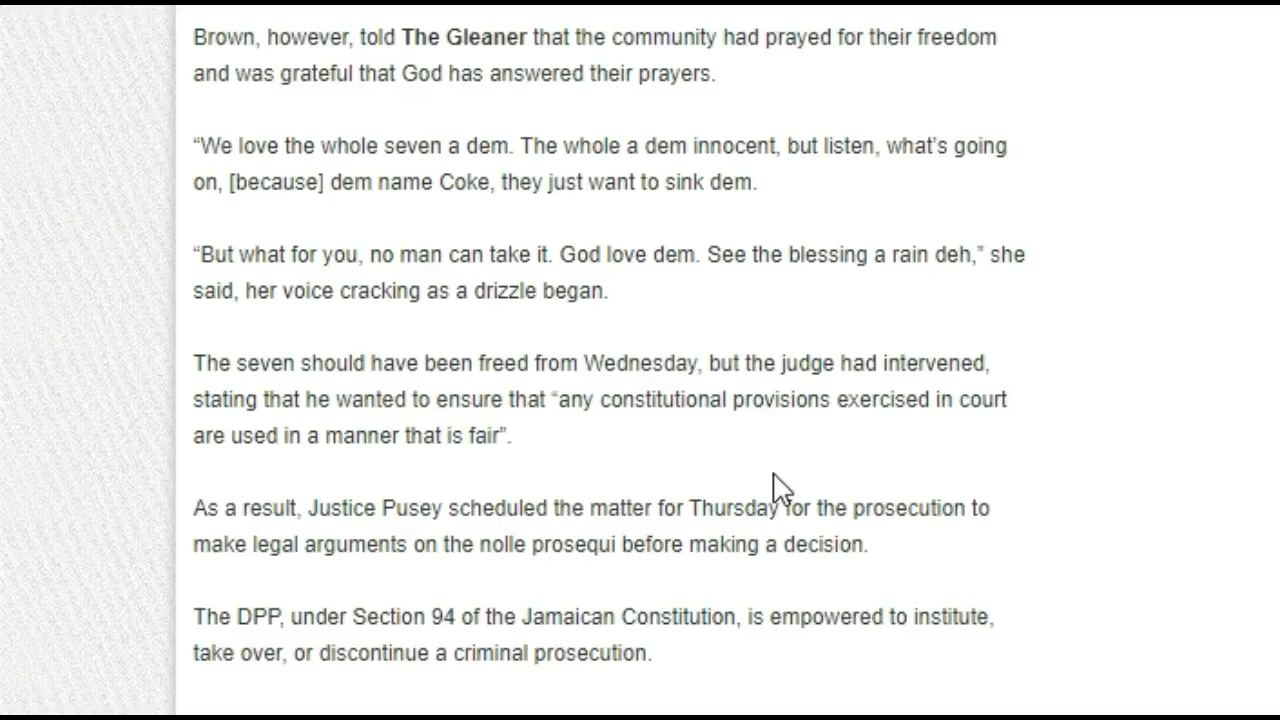 Brown, however, told The Gleaner that the community had prayed for their freedom
and was grateful that God has answered their prayers.
“We love the whole seven a dem. The whole a dem innocent, but listen, what’s going
on, [because] dem name Coke, they just want to sink dem.
“But what for you, no man can take it. God love dem. See the blessing a rain deh,” she
said, her voice cracking as a drizzle began.
The seven should have been freed from Wednesday, but the judge had intervened,
stating that he wanted to ensure that “any constitutional provisions exercised in court
are used in a manner that is fair”.
As a result, Justice Pusey scheduled the matter for Thursday for the prosecution to
make legal arguments on the nolle prosequi before making a decision.
The DPP, under Section 94 of the Jamaican Constitution, is empowered to institute,
take over, or discontinue a criminal prosecution.